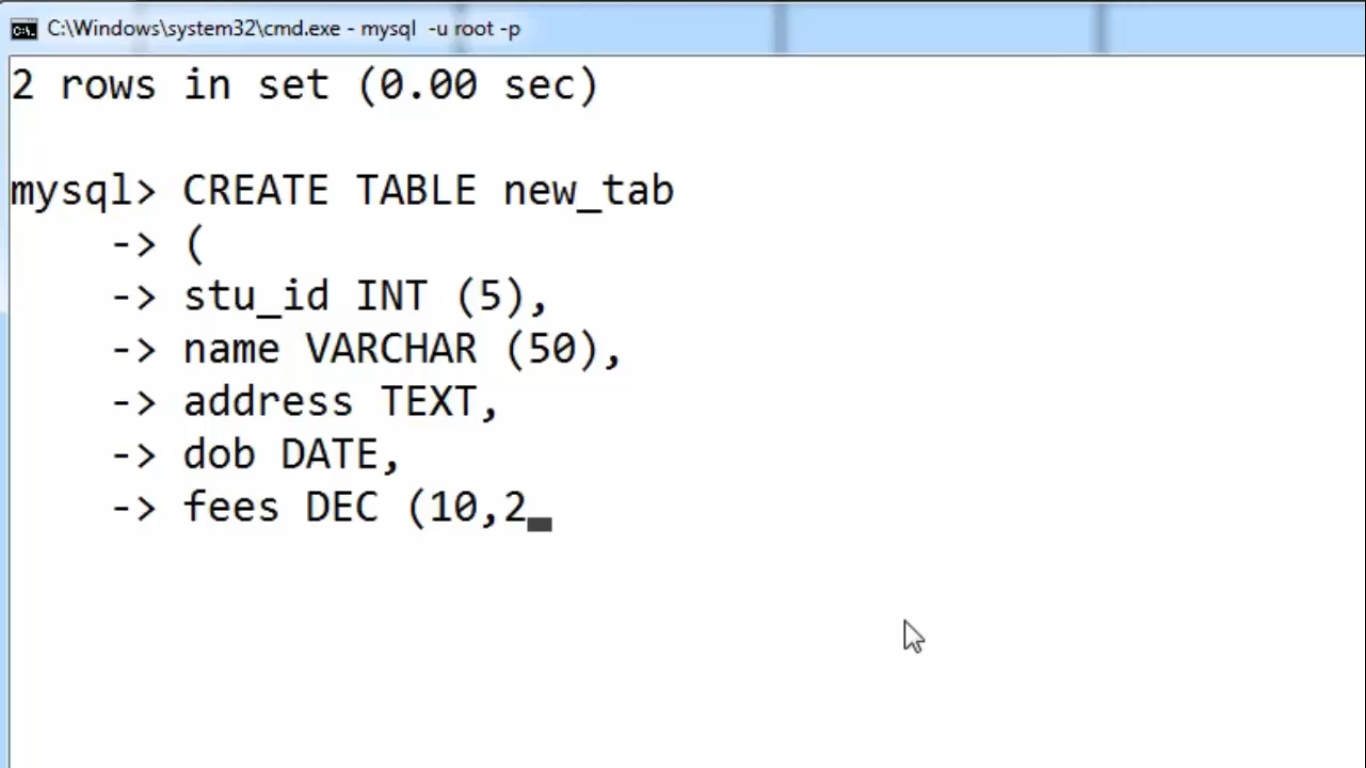 C:\Windows\system32\cmd.exe - mysql -u root -p
2 rows in set (0.00 sec)
mysql> CREATE TABLE new_tab
-> (
-> stu_id INT (5),
-> name VARCHAR (50),
-> address TEXT,
-> dob DATE,
-> fees DEC (10,2